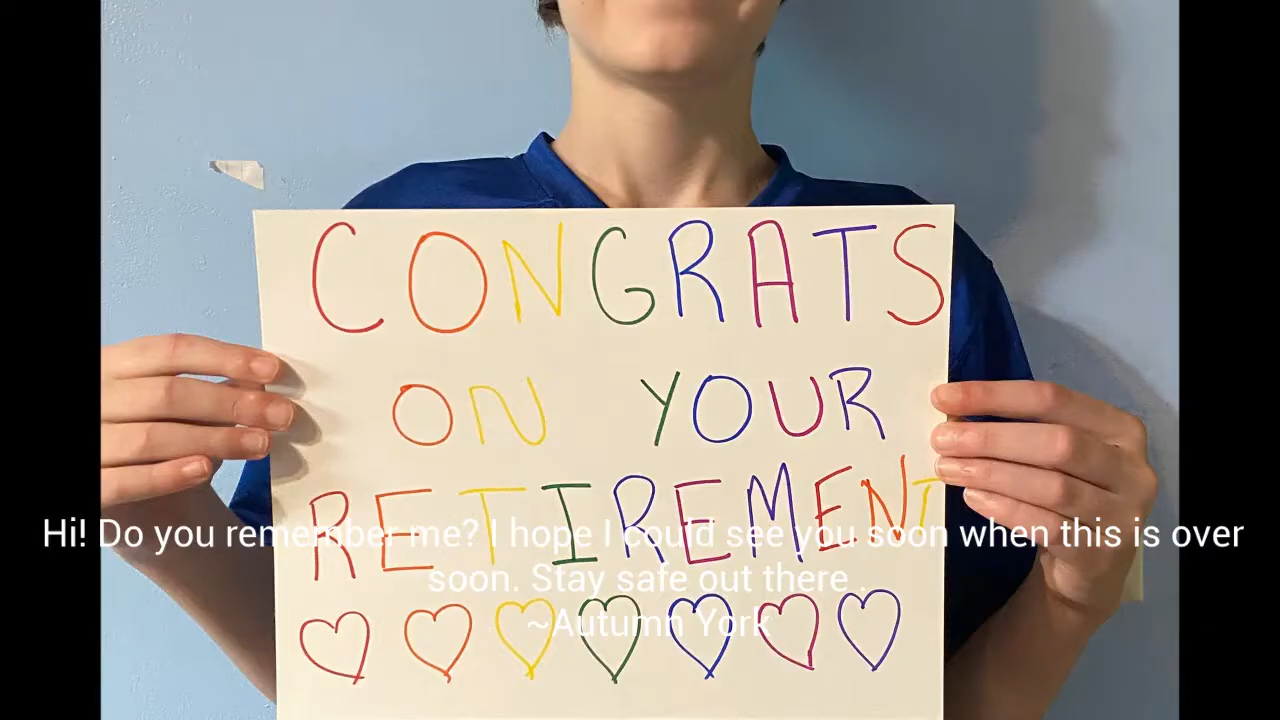 CONGRATS
ON YOUR
RETIREMENT
Hi! Do you remember me? I hope I could see you soon when this is over
soon. Stay safe out there .
~Autumn York